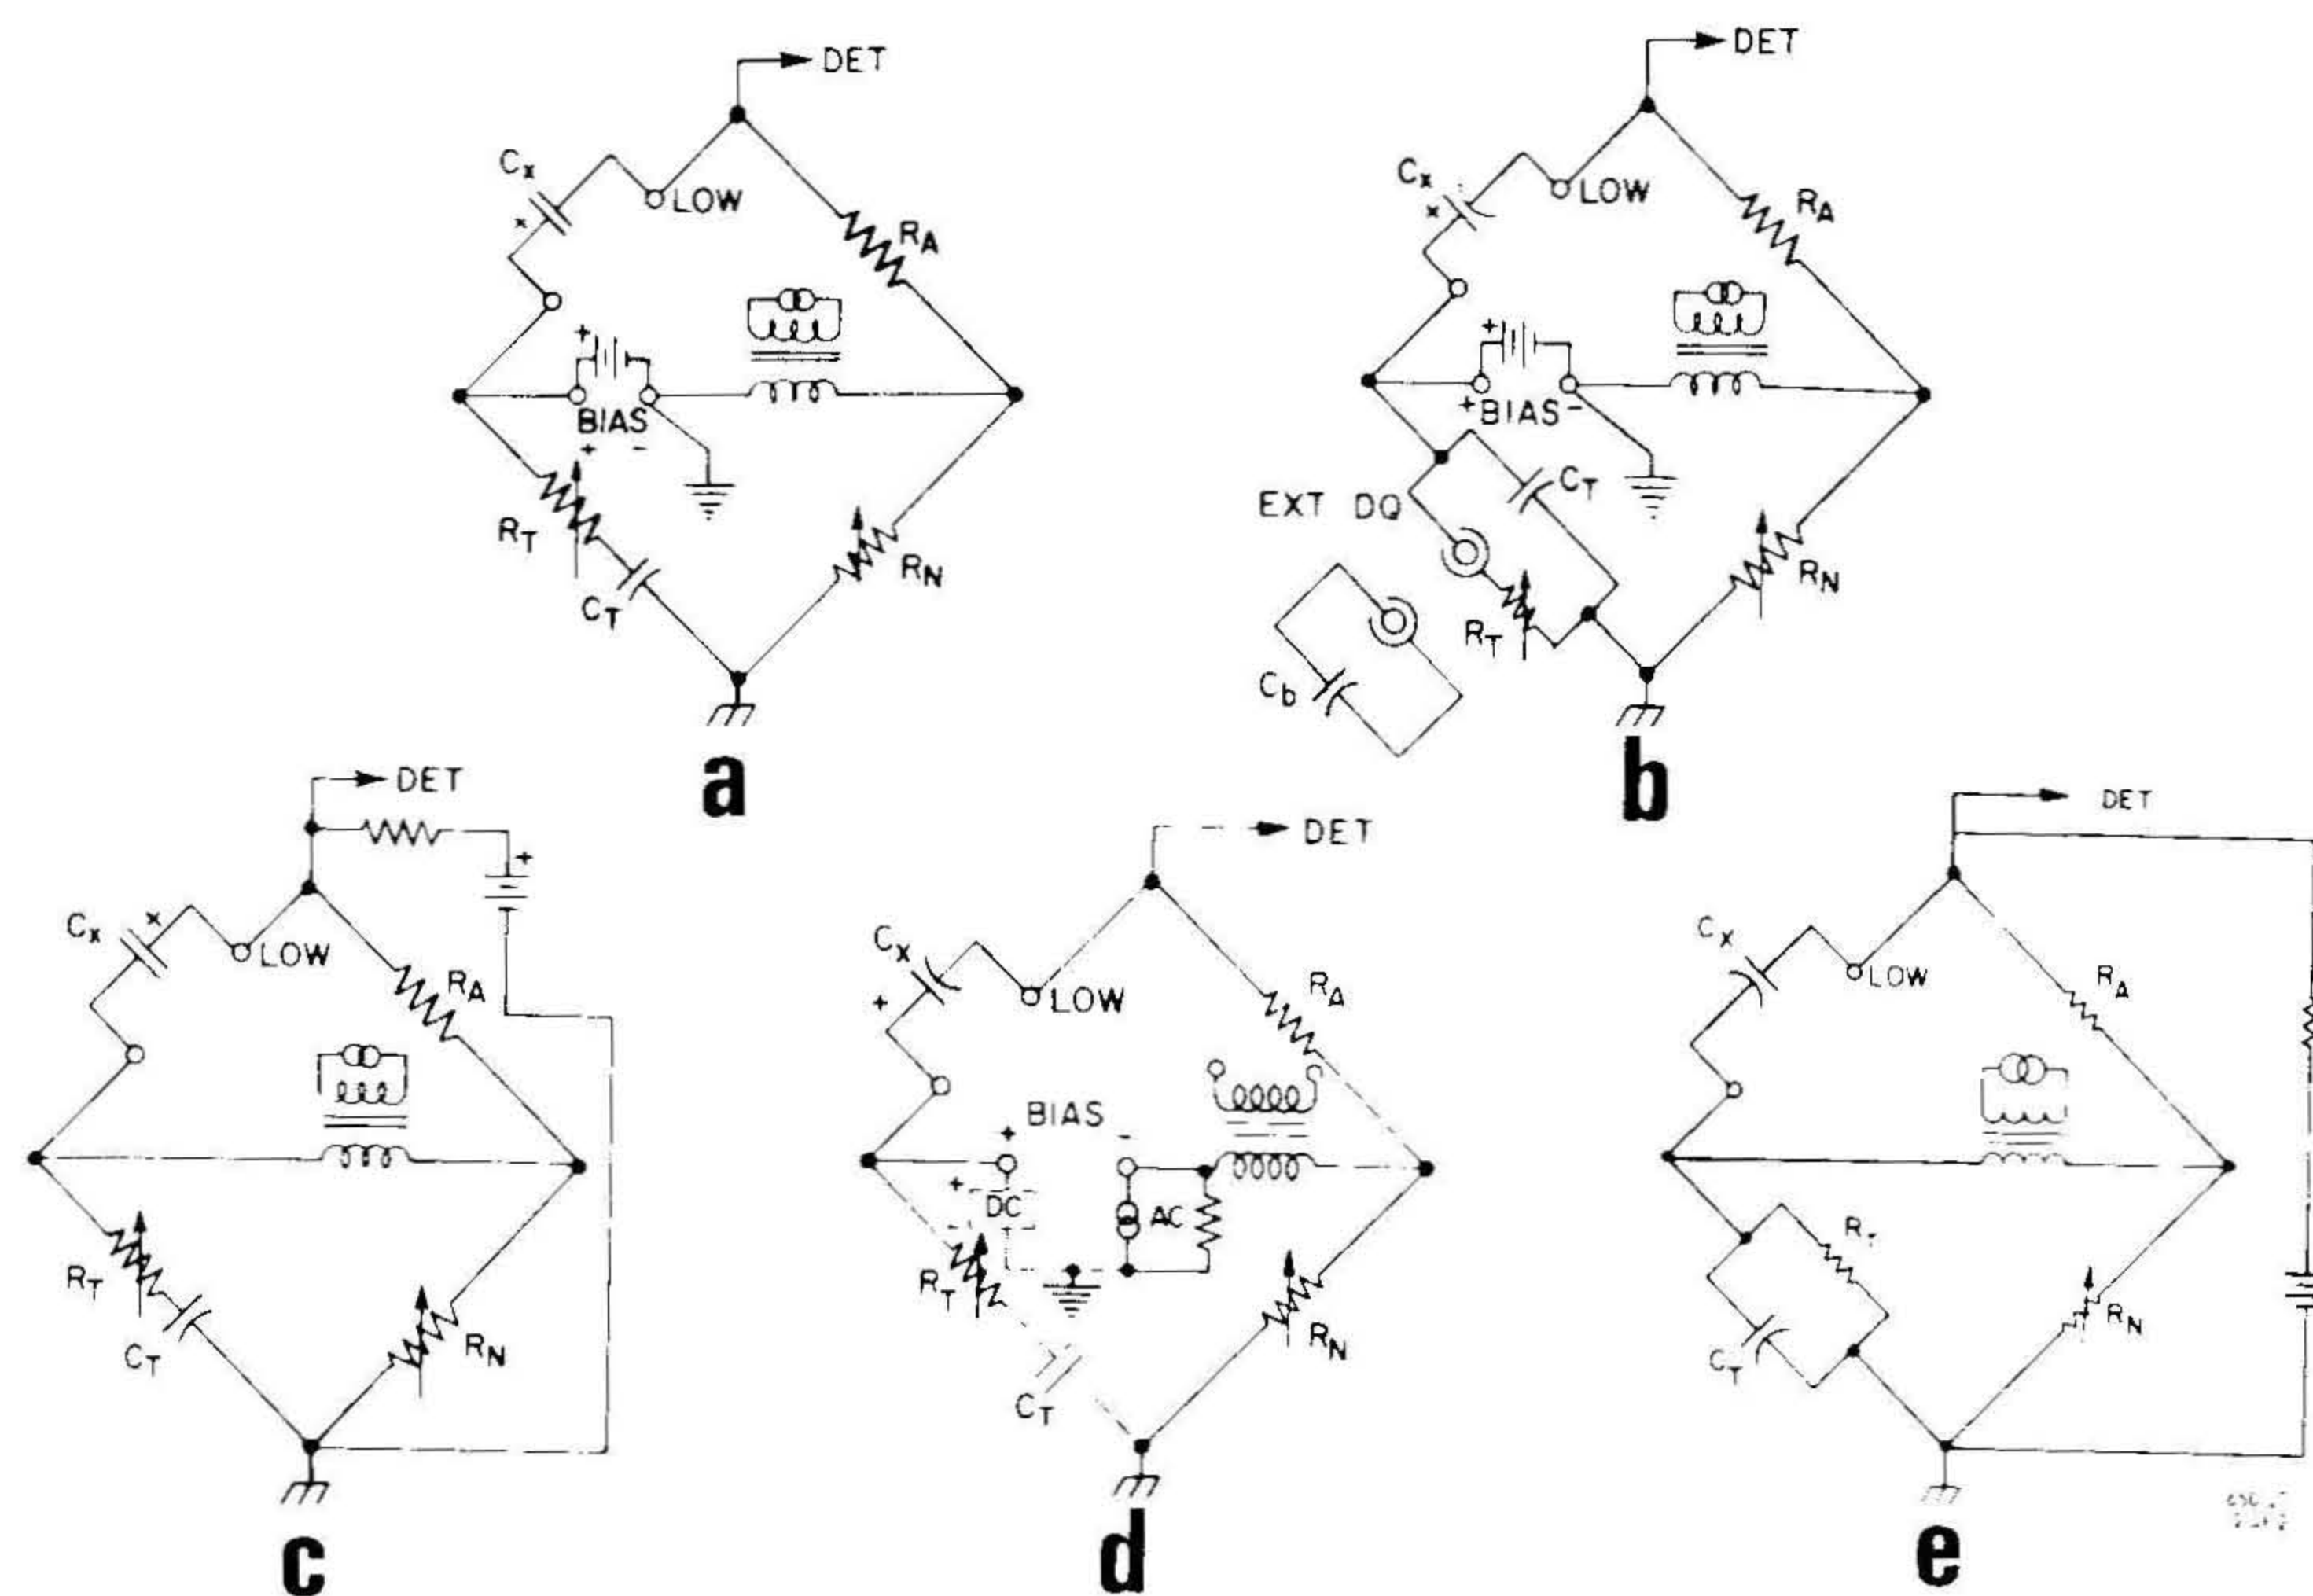 DET
Cx
+
LOW
RA
+
BIAS
+ -
RT
CT
RN
a
DET
Cx
+
LOW
RA
+
+BIAS-
EXT DQ
CT
RT
RN
Cb
b
DET
+
Cx
+
LOW
RA
RT
CT
RN
c
DET
Cx
+
LOW
RA
BIAS
+ -
+
DC
-
AC
RT
RN
CT
d
DET
Cx
LOW
RA
RT
CT
RN
e